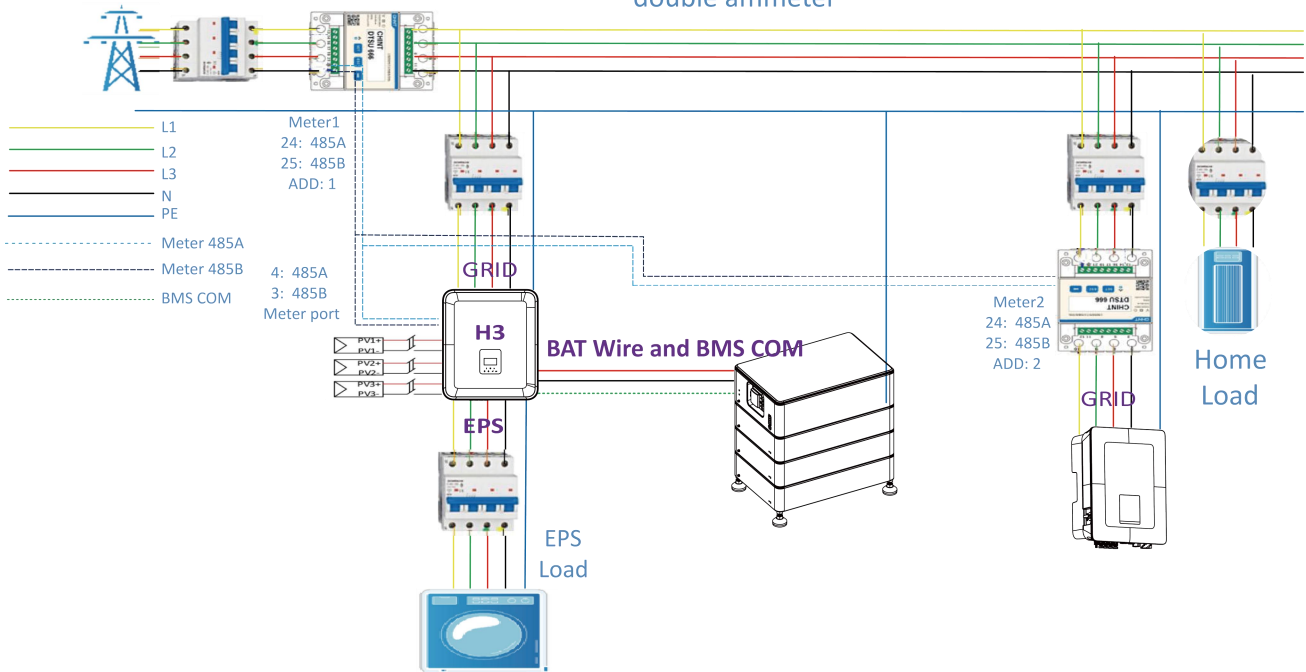 double ammeter
CHINT
DTSU 666
L1
L2
L3
N
PE
Meter 485A
Meter 485B
BMS COM
Meter1
24: 485A
25: 485B
ADD: 1
4: 485A
3: 485B
Meter port
GRID
H3
PV1+
PV1-
PV2+
PV2-
PV3+
PV3-
BAT Wire and BMS COM
EPS
EPS
Load
Meter2
24: 485A
25: 485B
ADD: 2
CHINT
DTSU 666
GRID
Home
Load